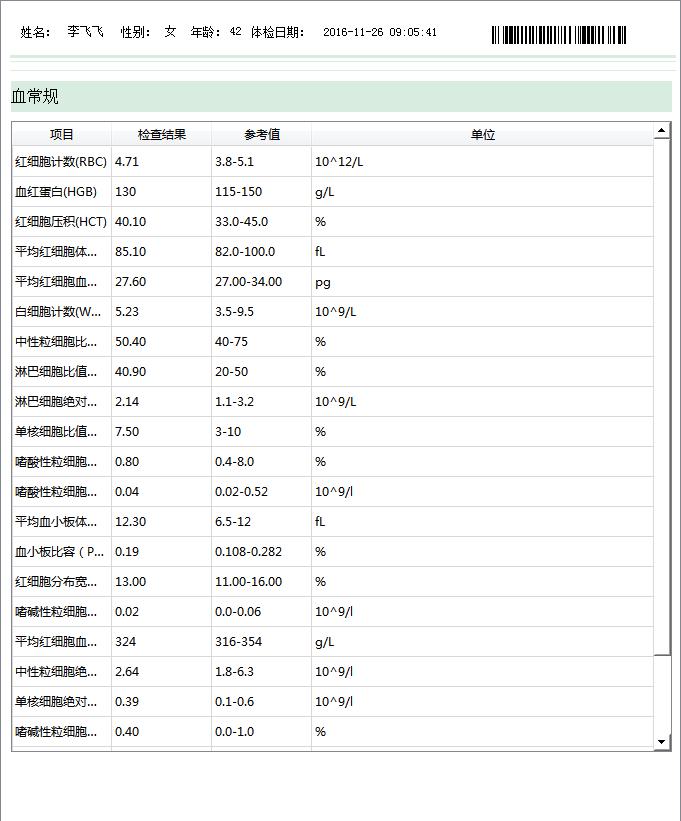 姓名： 李飞飞 性别： 女 年龄：42 体检日期： 2016-11-26 09:05:41
血常规
项目 检查结果 参考值 单位
红细胞计数(RBC) 4.71 3.8-5.1 10^12/L
血红蛋白(HGB) 130 115-150 g/L
红细胞压积(HCT) 40.10 33.0-45.0 %
平均红细胞体... 85.10 82.0-100.0 fL
平均红细胞血... 27.60 27.00-34.00 pg
白细胞计数(W... 5.23 3.5-9.5 10^9/L
中性粒细胞比... 50.40 40-75 %
淋巴细胞比值... 40.90 20-50 %
淋巴细胞绝对... 2.14 1.1-3.2 10^9/L
单核细胞比值... 7.50 3-10 %
嗜酸性粒细胞... 0.80 0.4-8.0 %
嗜酸性粒细胞... 0.04 0.02-0.52 10^9/l
平均血小板体... 12.30 6.5-12 fL
血小板比容（P... 0.19 0.108-0.282 %
红细胞分布宽... 13.00 11.00-16.00 %
嗜碱性粒细胞... 0.02 0.0-0.06 10^9/l
平均红细胞血... 324 316-354 g/L
中性粒细胞绝... 2.64 1.8-6.3 10^9/l
单核细胞绝对... 0.39 0.1-0.6 10^9/l
嗜碱性粒细胞... 0.40 0.0-1.0 %